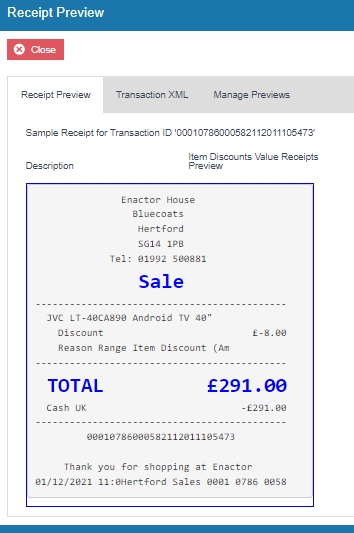 Receipt Preview
Close
Receipt Preview Transaction XML Manage Previews
Sample Receipt for Transaction ID '00010786000582112011105473'
Description Item Discounts Value Receipts
Preview
Enactor House
Bluecoats
Hertford
SG14 1PB
Tel: 01992 500881
Sale
JVC LT-40CA890 Android TV 40"
Discount £-8.00
Reason Range Item Discount (Am
TOTAL £291.00
Cash UK -£291.00
00010786000582112011105473
Thank you for shopping at Enactor
01/12/2021 11:0Hertford Sales 0001 0786 0058